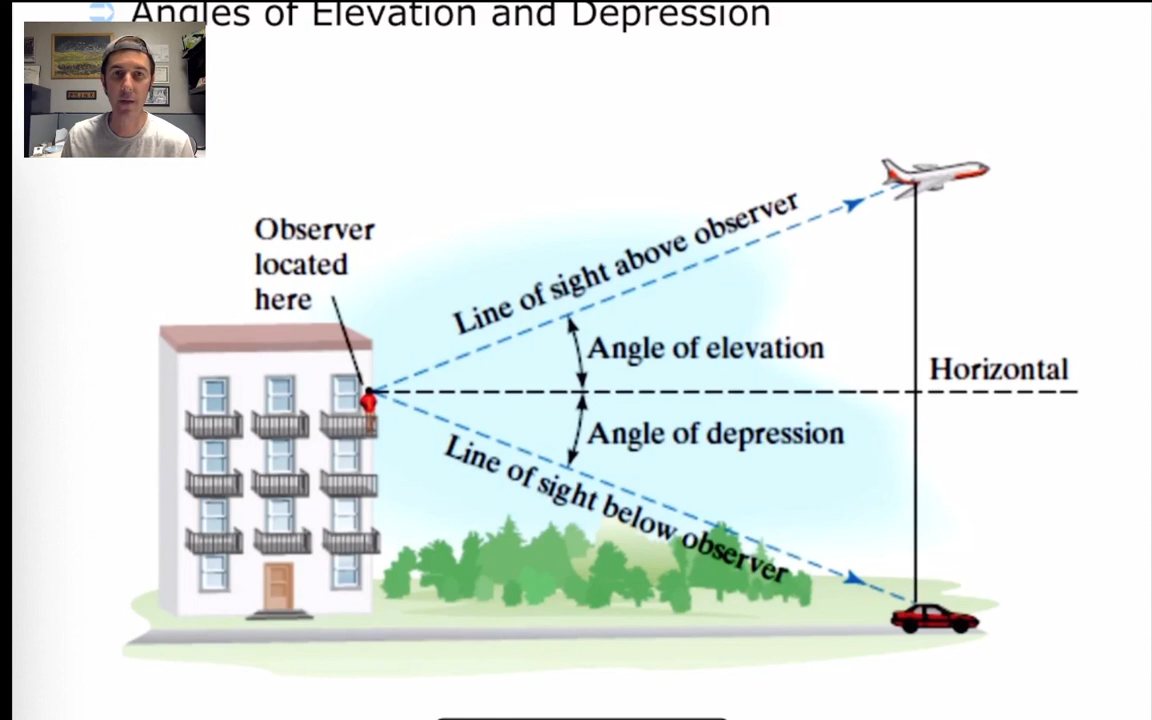 Angles of Elevation and Depression
Observer
located
here
Line of sight above observer
Angle of elevation
Horizontal
Angle of depression
Line of sight below observer